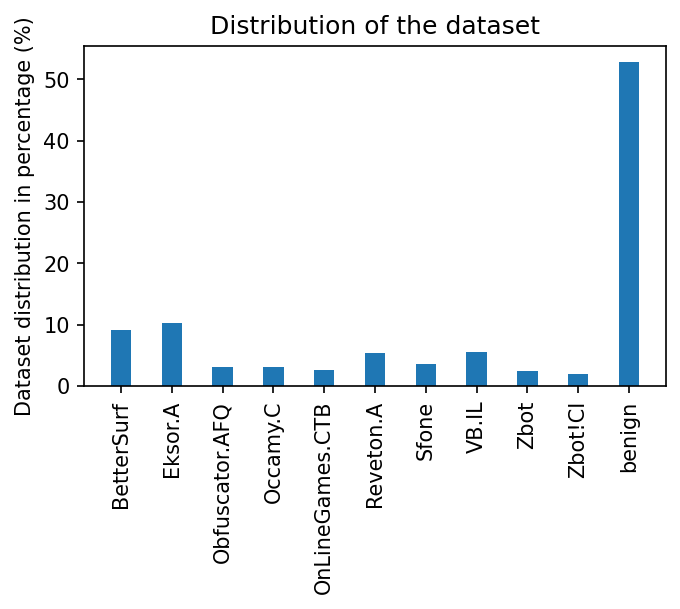 Distribution of the dataset
Dataset distribution in percentage (%)
50
40
30
20
10
0
BetterSurf
Eksor.A
Obfuscator.AFQ
Occamy.C
OnLineGames.CTB
Reveton.A
Sfone
VB.IL
Zbot
Zbot!CI
benign